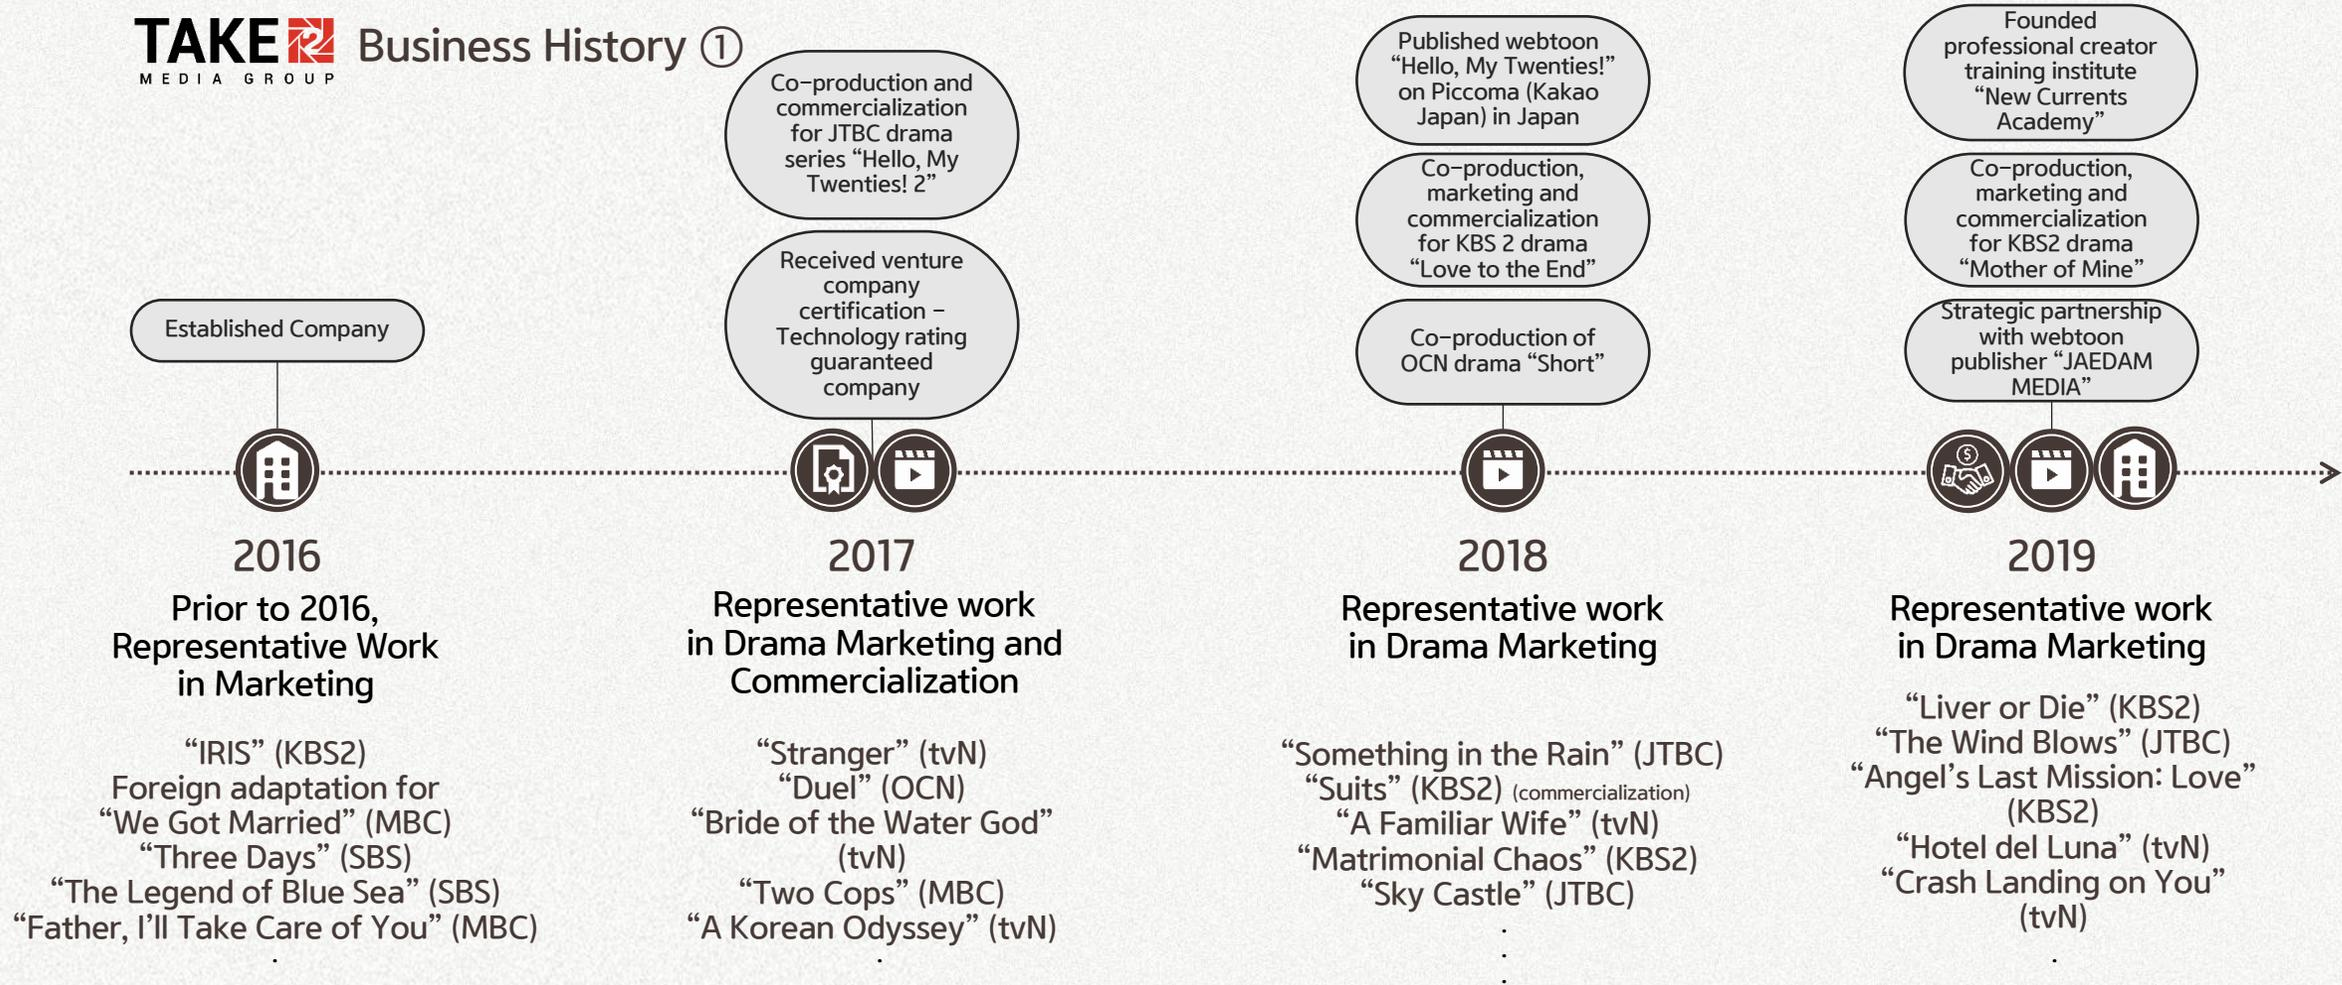 TAKE 2
MEDIA GROUP
Business History ①
Established Company
2016
Prior to 2016,
Representative Work
in Marketing
“IRIS” (KBS2)
Foreign adaptation for
“We Got Married” (MBC)
“Three Days” (SBS)
“The Legend of Blue Sea” (SBS)
“Father, I’ll Take Care of You” (MBC)
.
Co-production and
commercialization
for JTBC drama
series “Hello, My
Twenties! 2”
Received venture
company
certification –
Technology rating
guaranteed
company
2017
Representative work
in Drama Marketing and
Commercialization
“Stranger” (tvN)
“Duel” (OCN)
“Bride of the Water God”
(tvN)
“Two Cops” (MBC)
“A Korean Odyssey” (tvN)
.
Published webtoon
“Hello, My Twenties!”
on Piccoma (Kakao
Japan) in Japan
Co-production,
marketing and
commercialization
for KBS 2 drama
“Love to the End”
Co-production of
OCN drama “Short”
2018
Representative work
in Drama Marketing
“Something in the Rain” (JTBC)
“Suits” (KBS2) (commercialization)
“A Familiar Wife” (tvN)
“Matrimonial Chaos” (KBS2)
“Sky Castle” (JTBC)
.
.
.
Founded
professional creator
training institute
“New Currents
Academy”
Co-production,
marketing and
commercialization
for KBS2 drama
“Mother of Mine”
Strategic partnership
with webtoon
publisher “JAEDAM
MEDIA”
$
2019
Representative work
in Drama Marketing
“Liver or Die” (KBS2)
“The Wind Blows” (JTBC)
“Angel’s Last Mission: Love”
(KBS2)
“Hotel del Luna” (tvN)
“Crash Landing on You”
(tvN)
.